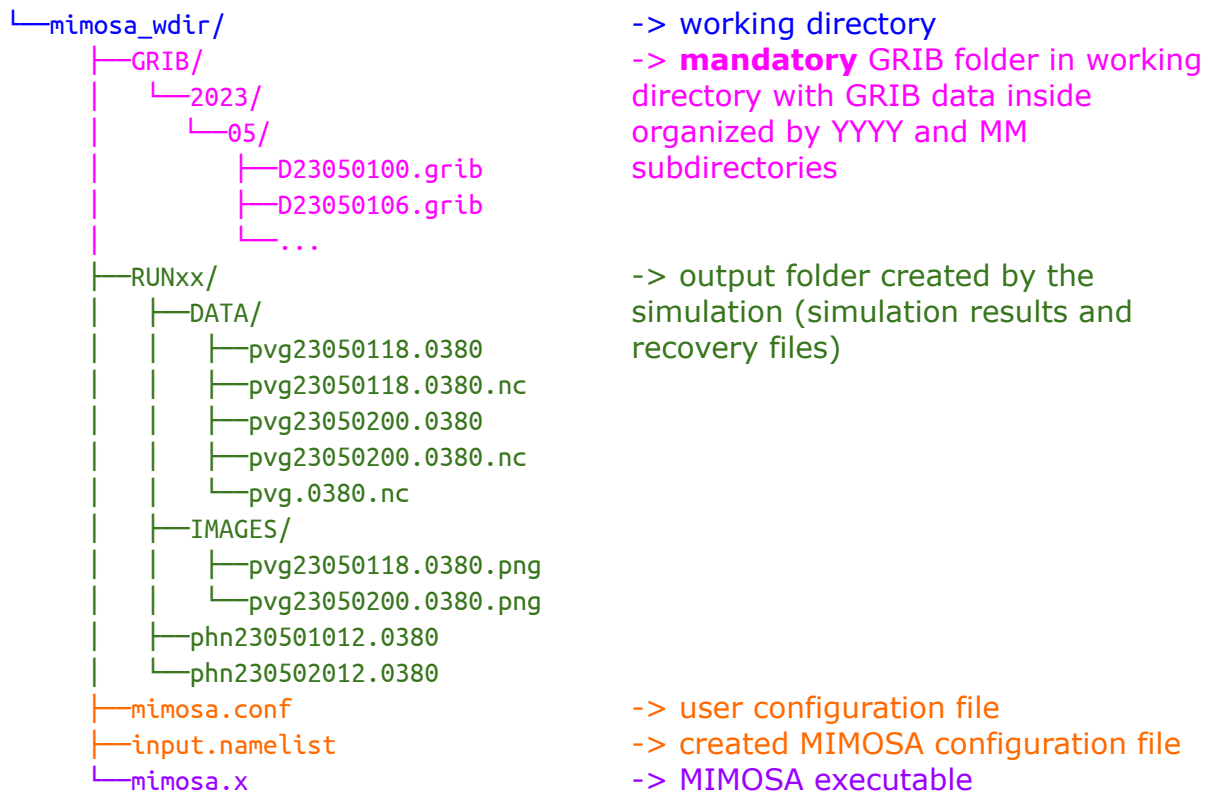 └──mimosa_wdir/ -> working directory
├──GRIB/ -> mandatory GRIB folder in working
│ └──2023/ directory with GRIB data inside
│ └──05/ organized by YYYY and MM
│ ├──D23050100.grib subdirectories
│ ├──D23050106.grib
│ └──...
├──RUNxx/ -> output folder created by the
│ ├──DATA/ simulation (simulation results and
│ │ ├──pvg23050118.0380 recovery files)
│ │ ├──pvg23050118.0380.nc
│ │ ├──pvg23050200.0380
│ │ ├──pvg23050200.0380.nc
│ │ └──pvg.0380.nc
│ ├──IMAGES/
│ │ ├──pvg23050118.0380.png
│ │ └──pvg23050200.0380.png
│ ├──phn230501012.0380
│ └──phn230502012.0380
├──mimosa.conf -> user configuration file
├──input.namelist -> created MIMOSA configuration file
└──mimosa.x -> MIMOSA executable